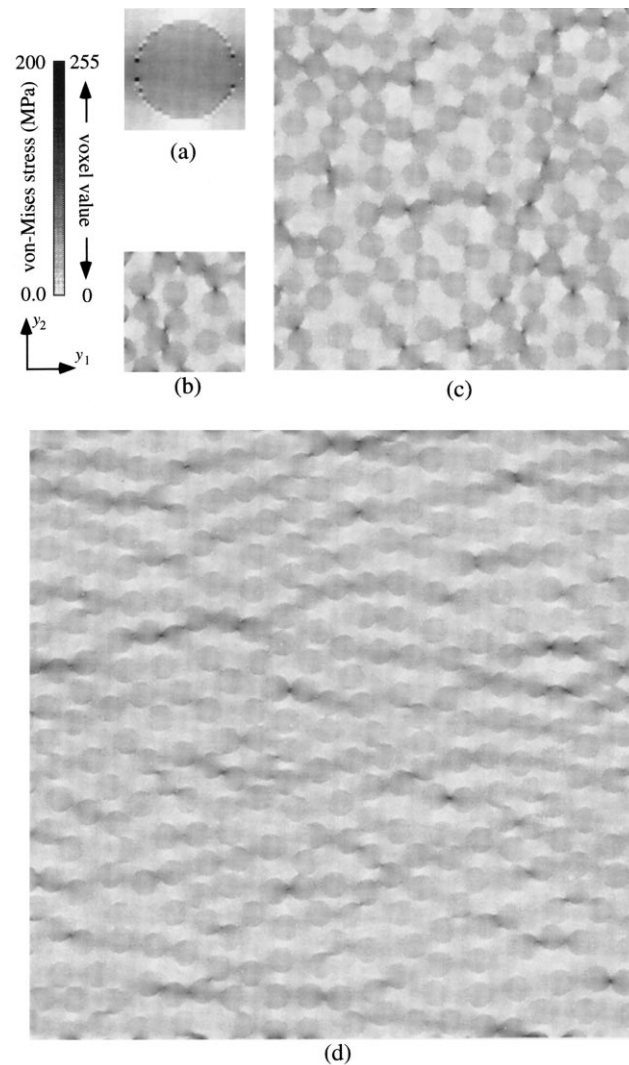 200
255
von-Mises stress (MPa)
voxel value
0.0
0
y2
y1
(a)
(b)
(c)
(d)